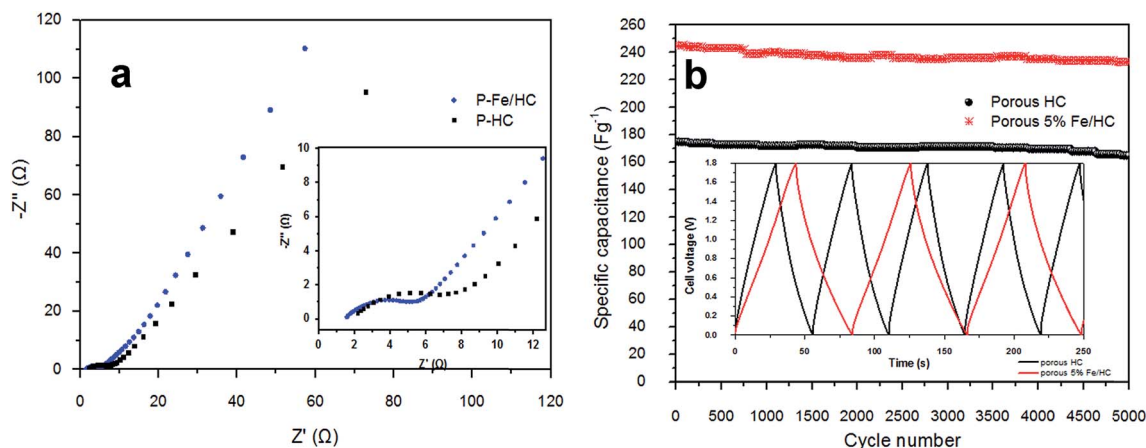 a
120
100
80
60
40
20
0
-Z'' (Ω)
0 20 40 60 80 100 120
Z' (Ω)
P-Fe/HC
P-HC
10
8
6
4
2
0
-Z'' (Ω)
0 2 4 6 8 10 12
Z' (Ω)
b
260
240
220
200
180
160
140
120
100
80
60
40
20
0
Specific capacitance (Fg⁻¹)
0 500 1000 1500 2000 2500 3000 3500 4000 4500 5000
Cycle number
Porous HC
Porous 5% Fe/HC
1.8
1.6
1.4
1.2
1.0
0.8
0.6
0.4
0.2
0.0
Cell voltage (V)
0 50 100 150 200 250
Time (s)
porous HC
porous 5% Fe/HC